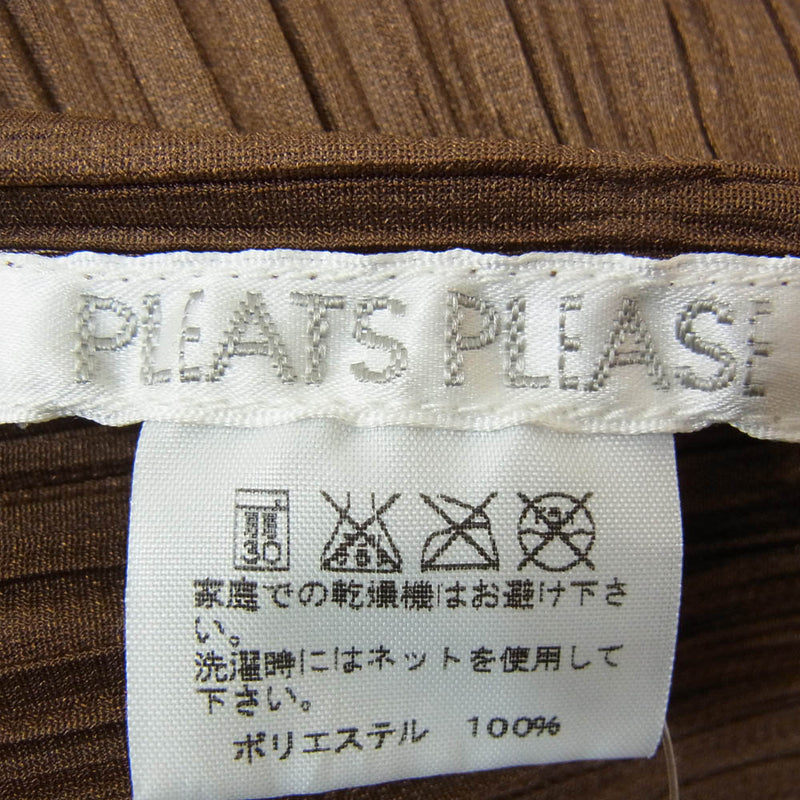 PLEATS PLEASE
30
家庭での乾燥機はお避け下さ
い。
洗濯時にはネットを使用して
下さい。
ポリエステル 100%